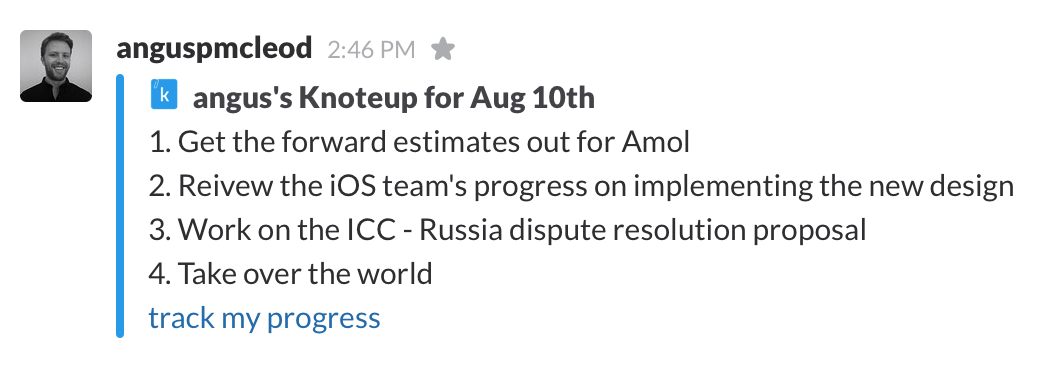 anguspmcleod 2:46 PM
k angus's Knoteup for Aug 10th
1. Get the forward estimates out for Amol
2. Reivew the iOS team's progress on implementing the new design
3. Work on the ICC - Russia dispute resolution proposal
4. Take over the world
track my progress